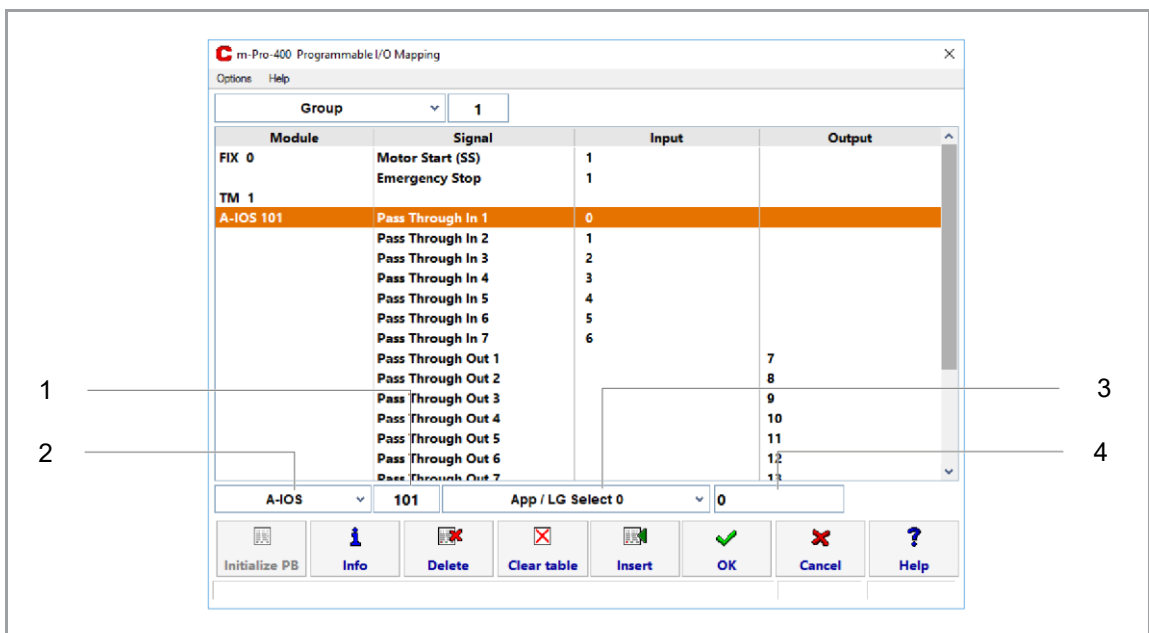 m-Pro-400 Programmable I/O Mapping
Options Help
Group 1
Module Signal Input Output
FIX 0 Motor Start (SS) 1
Emergency Stop 1
TM 1
A-IOS 101 Pass Through In 1 0
Pass Through In 2 1
Pass Through In 3 2
Pass Through In 4 3
Pass Through In 5 4
Pass Through In 6 5
Pass Through In 7 6
Pass Through Out 1 7
Pass Through Out 2 8
1 Pass Through Out 3 9 3
Pass Through Out 4 10
Pass Through Out 5 11
2 Pass Through Out 6 12 4
Pass Through Out 7 13
A-IOS 101 App / LG Select 0 0
Initialize PB Info Delete Clear table Insert OK Cancel Help